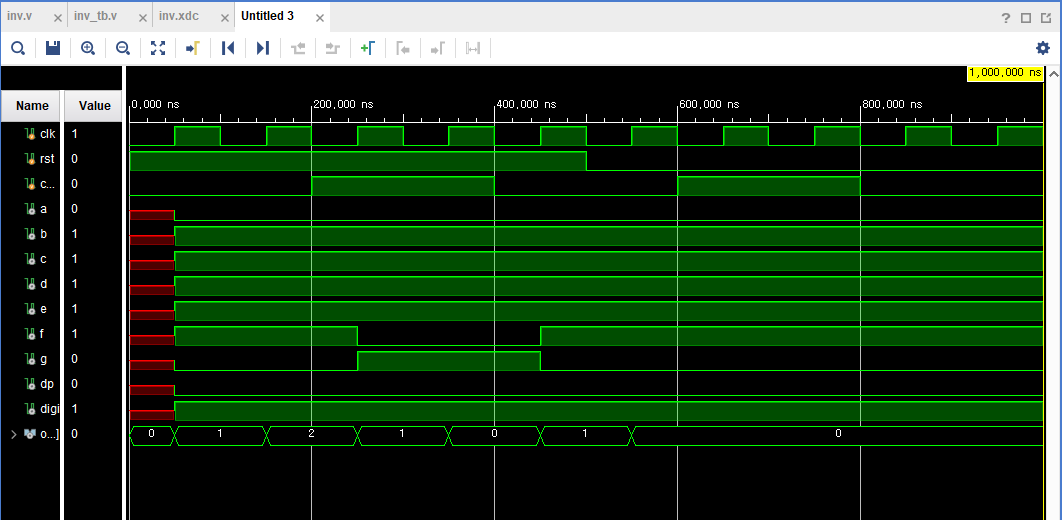 inv.v × inv_tb.v × inv.xdc × Untitled 3 ×
?
1,000,000 ns
Name Value
0,000 ns 200,000 ns 400,000 ns 600,000 ns 800,000 ns
clk 1
rst 0
c... 0
a 0
b 1
c 1
d 1
e 1
f 1
g 0
dp 0
digi 1
o...] 0 0 1 2 1 0 1 0